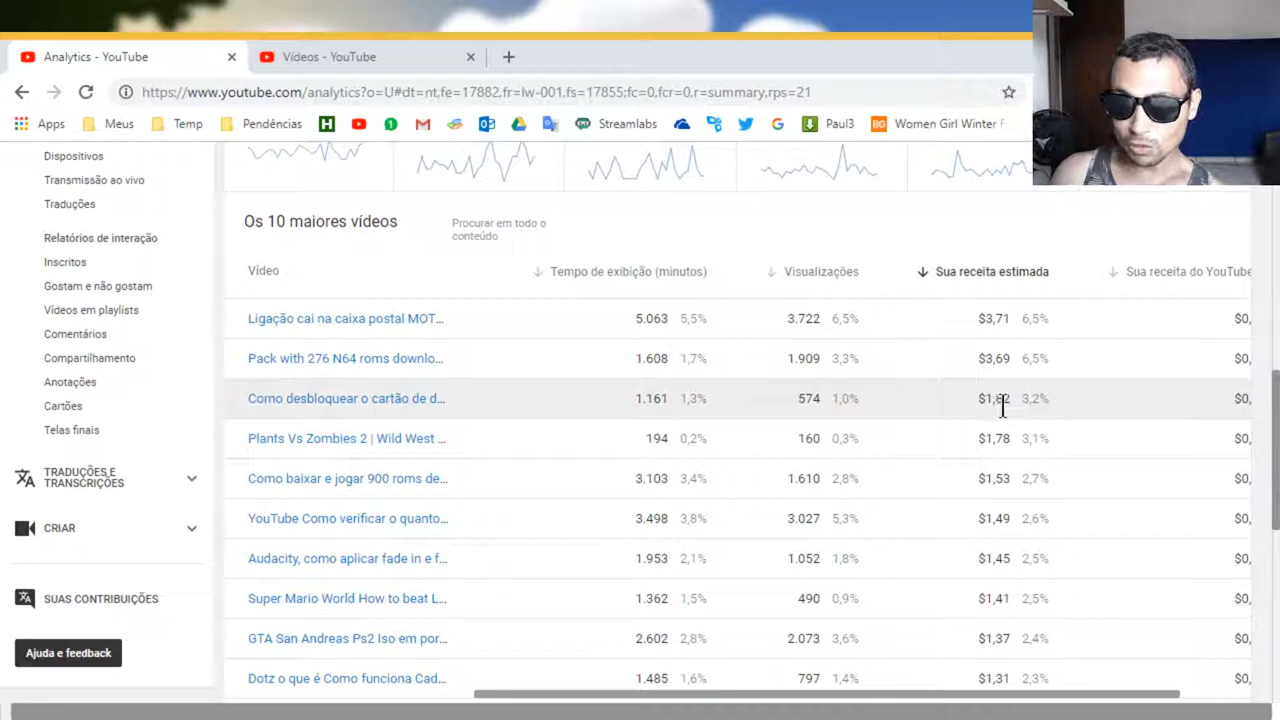 Analytics - YouTube
Vídeos - YouTube
https://www.youtube.com/analytics?o=U#dt=nt,fe=17882,fr=lw-001,fs=17855;fc=0,fcr=0,r=summary,rps=21
Apps Meus Temp Pendências Streamlabs Paul3 Women Girl Winter
Dispositivos
Transmissão ao vivo
Traduções
Relatórios de interação
Inscritos
Gostam e não gostam
Vídeos em playlists
Comentários
Compartilhamento
Anotações
Cartões
Telas finais
TRADUÇÕES E
TRANSCRIÇÕES
CRIAR
SUAS CONTRIBUIÇÕES
Ajuda e feedback
Os 10 maiores vídeos
Procurar em todo o
conteúdo
Vídeo Tempo de exibição (minutos) Visualizações Sua receita estimada Sua receita do YouTube
Ligação cai na caixa postal MOT... 5.063 5,5% 3.722 6,5% $3,71 6,5% $0,
Pack with 276 N64 roms downlo... 1.608 1,7% 1.909 3,3% $3,69 6,5% $0,
Como desbloquear o cartão de d... 1.161 1,3% 574 1,0% 3,2% $0,
Plants Vs Zombies 2 | Wild West ... 194 0,2% 160 0,3% $1,78 3,1% $0,
Como baixar e jogar 900 roms de... 3.103 3,4% 1.610 2,8% $1,53 2,7% $0,
YouTube Como verificar o quanto... 3.498 3,8% 3.027 5,3% $1,49 2,6% $0,
Audacity, como aplicar fade in e f... 1.953 2,1% 1.052 1,8% $1,45 2,5% $0,
Super Mario World How to beat L... 1.362 1,5% 490 0,9% $1,41 2,5% $0,
GTA San Andreas Ps2 Iso em por... 2.602 2,8% 2.073 3,6% $1,37 2,4% $0,
Dotz o que é Como funciona Cad... 1.485 1,6% 797 1,4% $1,31 2,3% $0,